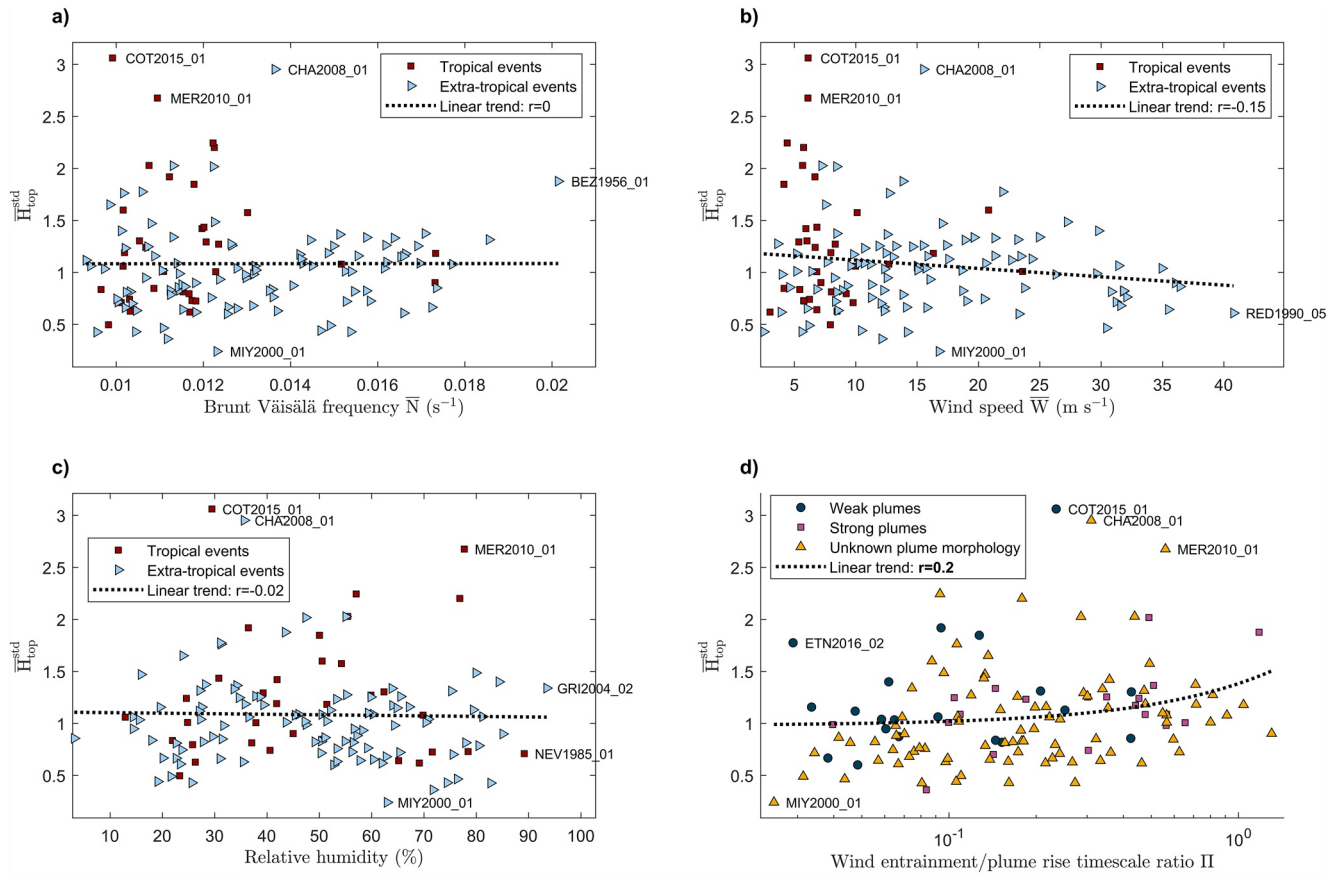 a)
3
2.5
2
1.5
1
0.5
H̅ᵗᵒᵖ std
COT2015_01
CHA2008_01
MER2010_01
BEZ1956_01
MIY2000_01
Tropical events
Extra-tropical events
Linear trend: r=0
0.01 0.012 0.014 0.016 0.018 0.02
Brunt Väisälä frequency N̅ (s⁻¹)
b)
3
2.5
2
1.5
1
0.5
H̅ᵗᵒᵖ std
COT2015_01
CHA2008_01
MER2010_01
RED1990_05
MIY2000_01
Tropical events
Extra-tropical events
Linear trend: r=-0.15
5 10 15 20 25 30 35 40
Wind speed W̅ (m s⁻¹)
c)
3
2.5
2
1.5
1
0.5
H̅ᵗᵒᵖ std
COT2015_01
CHA2008_01
MER2010_01
Tropical events
Extra-tropical events
Linear trend: r=-0.02
GRI2004_02
NEV1985_01
MIY2000_01
10 20 30 40 50 60 70 80 90 100
Relative humidity (%)
d)
3
2.5
2
1.5
1
0.5
H̅ᵗᵒᵖ std
Weak plumes
Strong plumes
Unknown plume morphology
Linear trend: r=0.2
COT2015_01
CHA2008_01
MER2010_01
ETN2016_02
MIY2000_01
10⁻¹ 10⁰
Wind entrainment/plume rise timescale ratio Π